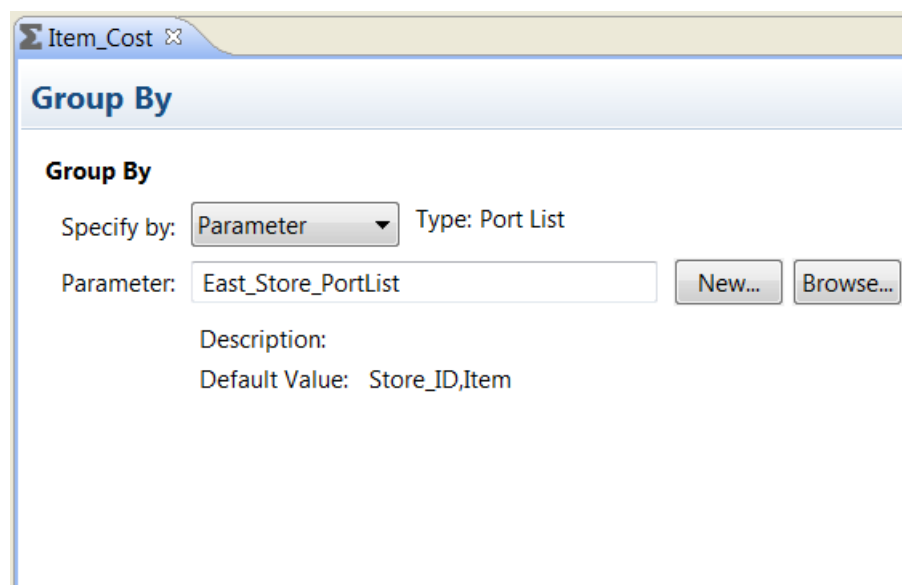 Item_Cost
Group By
Group By
Specify by: Parameter Type: Port List
Parameter: East_Store_PortList New... Browse...
Description:
Default Value: Store_ID,Item